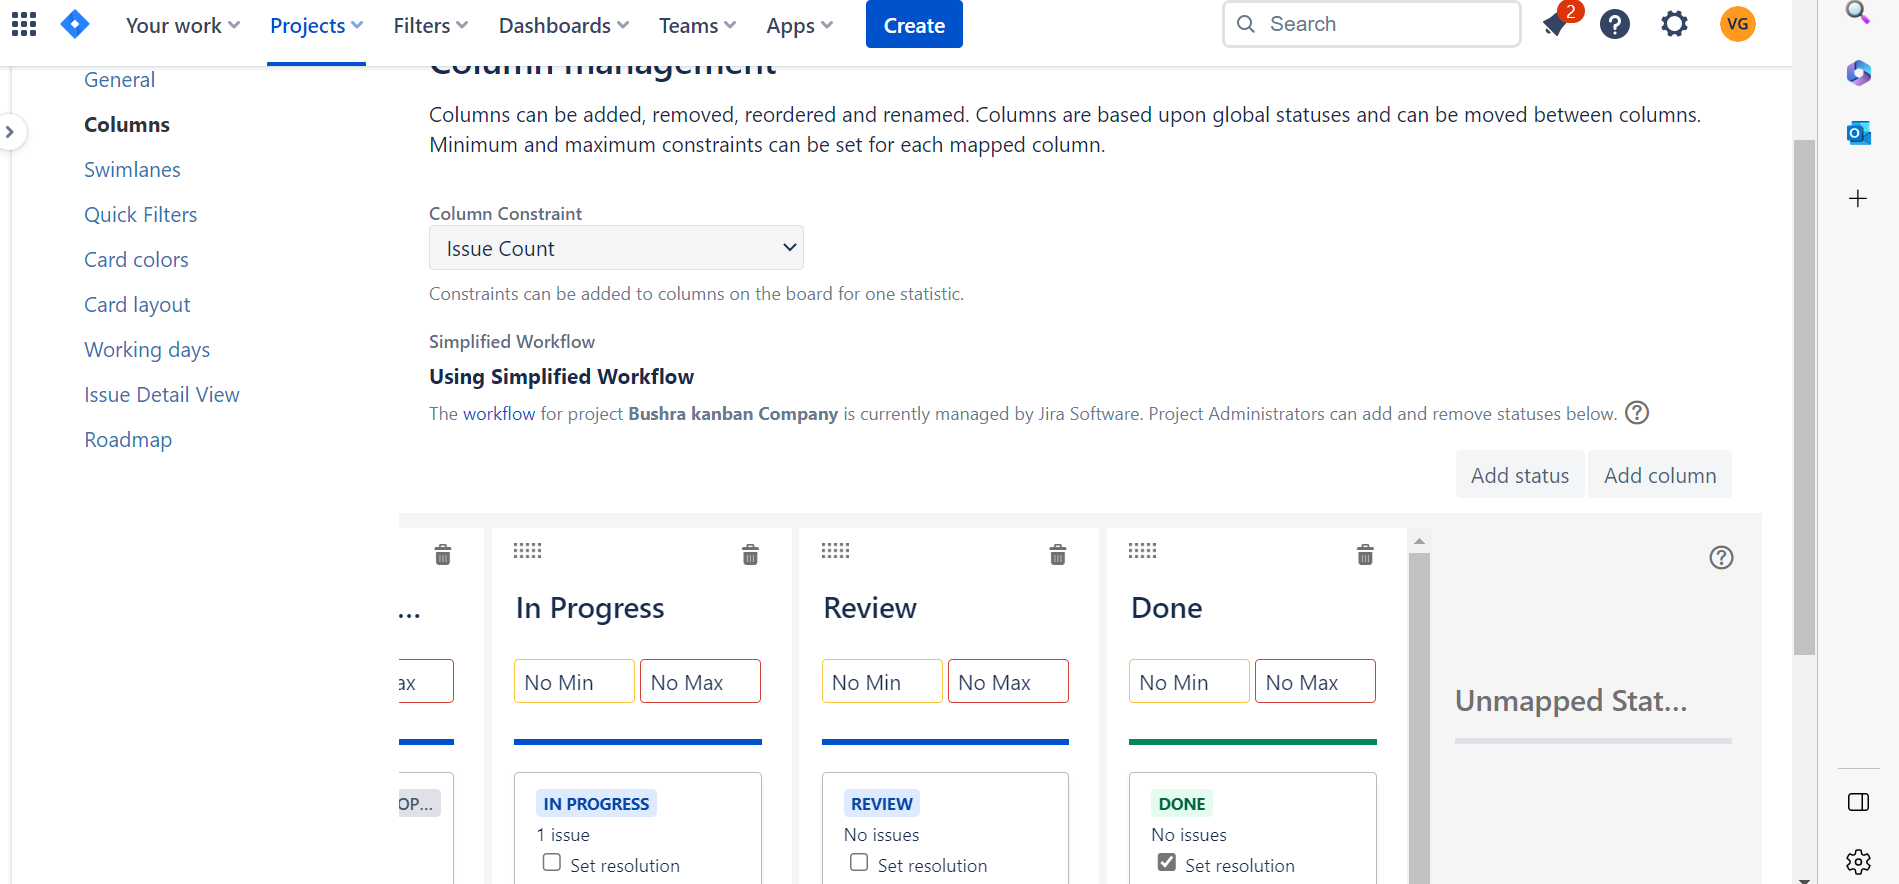 Your work Projects Filters Dashboards Teams Apps Create Search 2 VG
Column management
General
Columns
Swimlanes
Quick Filters
Card colors
Card layout
Working days
Issue Detail View
Roadmap
Columns can be added, removed, reordered and renamed. Columns are based upon global statuses and can be moved between columns.
Minimum and maximum constraints can be set for each mapped column.
Column Constraint
Issue Count
Constraints can be added to columns on the board for one statistic.
Simplified Workflow
Using Simplified Workflow
The workflow for project Bushra kanban Company is currently managed by Jira Software. Project Administrators can add and remove statuses below.
Add status Add column
... In Progress Review Done
ax No Min No Max No Min No Max No Min No Max
Unmapped Stat...
OP... IN PROGRESS REVIEW DONE
1 issue No issues No issues
Set resolution Set resolution Set resolution